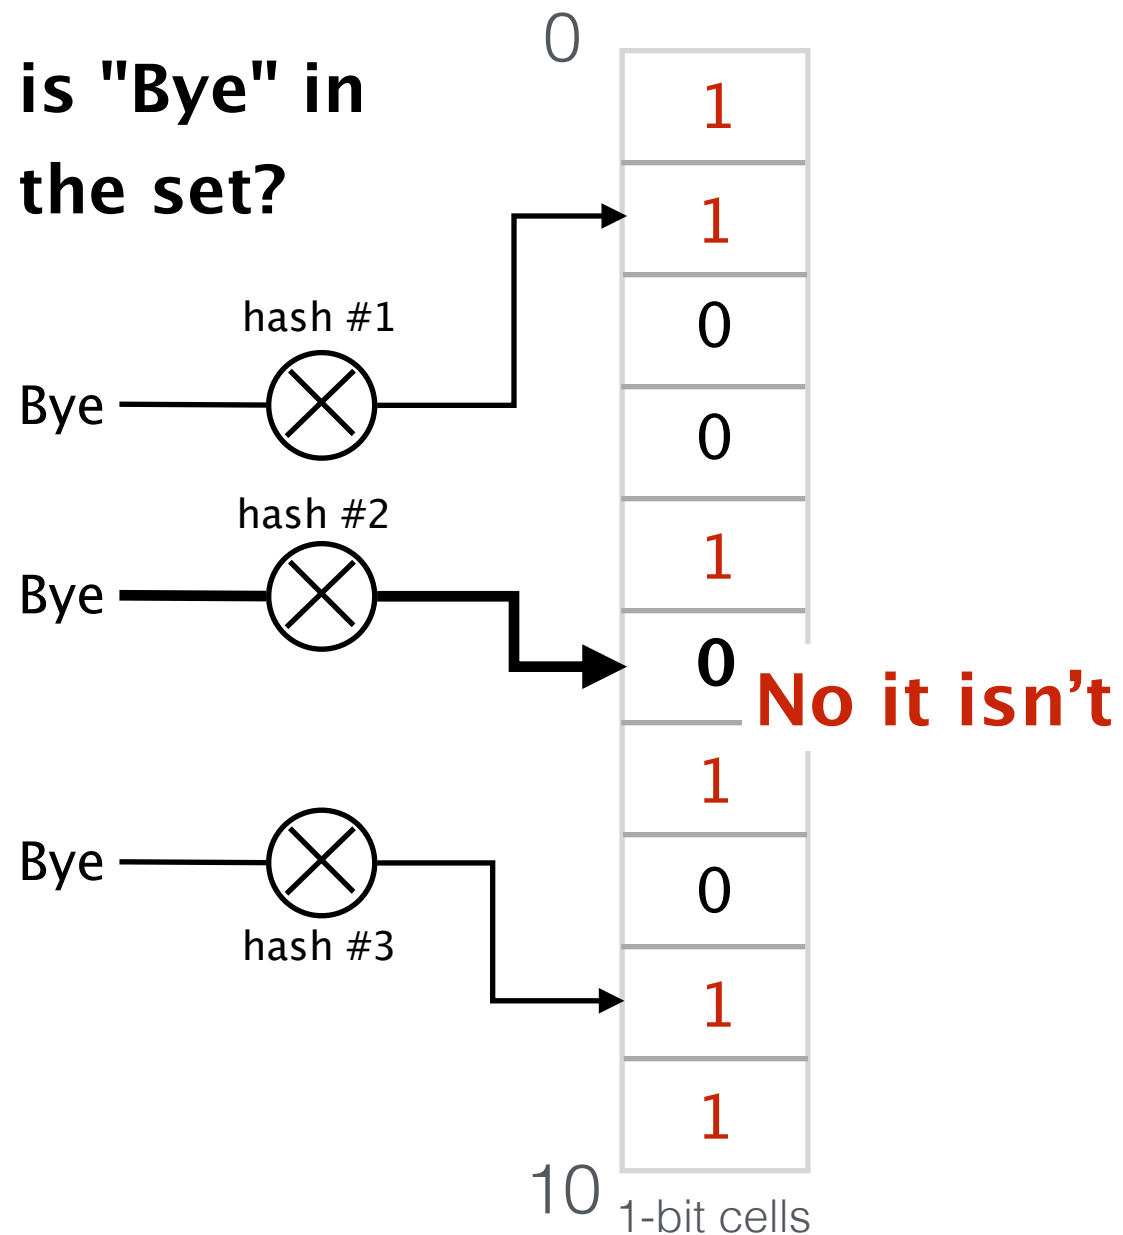 0
is "Bye" in
the set?
1
1
hash #1
0
Bye
0
hash #2
1
Bye
0
No it isn’t
1
Bye
0
hash #3
1
1
10
1-bit cells